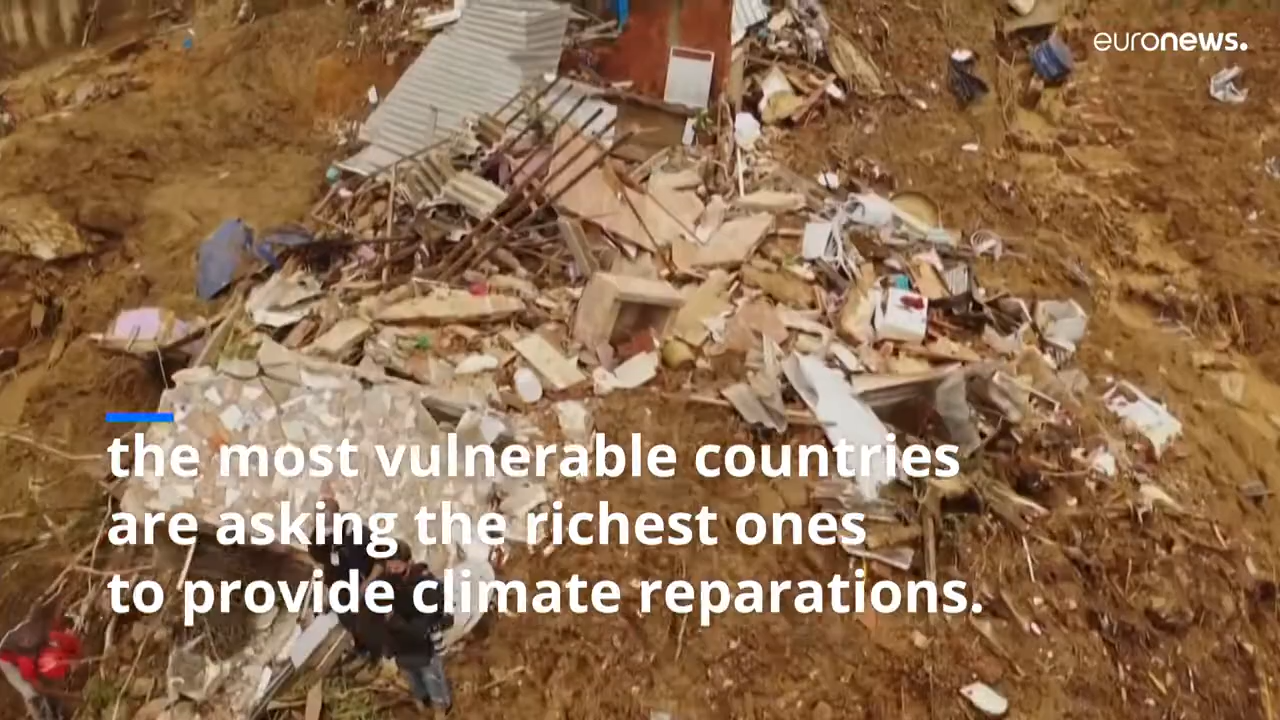 euronews.
the most vulnerable countries
are asking the richest ones
to provide climate reparations.